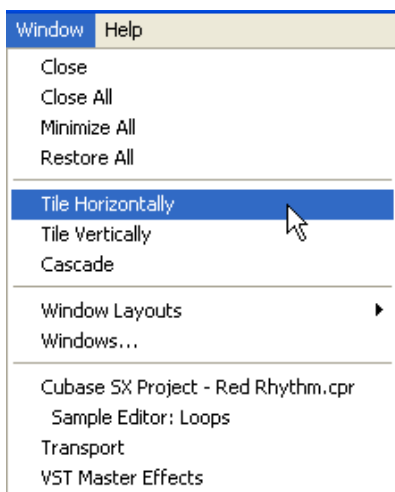 Window Help
Close
Close All
Minimize All
Restore All
Tile Horizontally
Tile Vertically
Cascade
Window Layouts
Windows...
Cubase SX Project - Red Rhythm.cpr
Sample Editor: Loops
Transport
VST Master Effects